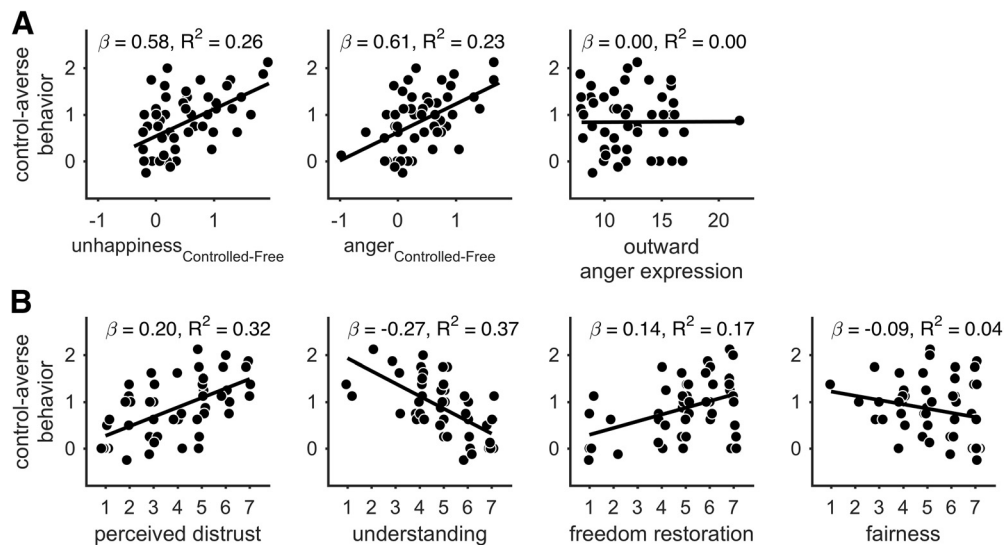 A
control-averse
behavior
2
1
0
β = 0.58, R² = 0.26
-1 0 1
unhappiness Controlled-Free
2
1
0
β = 0.61, R² = 0.23
-1 0 1
anger Controlled-Free
2
1
0
β = 0.00, R² = 0.00
10 15 20
outward
anger expression
B
control-averse
behavior
2
1
0
β = 0.20, R² = 0.32
1 2 3 4 5 6 7
perceived distrust
2
1
0
β = -0.27, R² = 0.37
1 2 3 4 5 6 7
understanding
2
1
0
β = 0.14, R² = 0.17
1 2 3 4 5 6 7
freedom restoration
2
1
0
β = -0.09, R² = 0.04
1 2 3 4 5 6 7
fairness